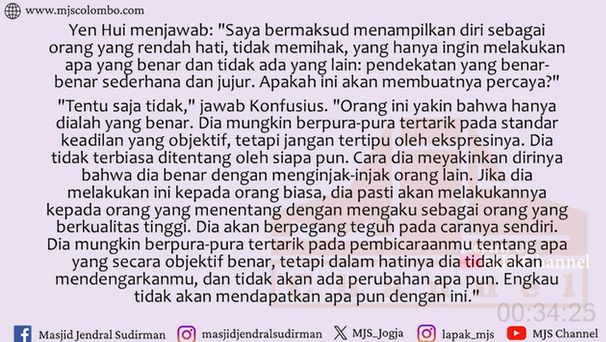 www.mjscolombo.com
Yen Hui menjawab: "Saya bermaksud menampilkan diri sebagai
orang yang rendah hati, tidak memihak, yang hanya ingin melakukan
apa yang benar dan tidak ada yang lain: pendekatan yang benar-
benar sederhana dan jujur. Apakah ini akan membuatnya percaya?"
"Tentu saja tidak," jawab Konfusius. "Orang ini yakin bahwa hanya
dialah yang benar. Dia mungkin berpura-pura tertarik pada standar
keadilan yang objektif, tetapi jangan tertipu oleh ekspresinya. Dia
tidak terbiasa ditentang oleh siapa pun. Cara dia meyakinkan dirinya
bahwa dia benar dengan menginjak-injak orang lain. Jika dia
melakukan ini kepada orang biasa, dia pasti akan melakukannya
kepada orang yang menentang dengan mengaku sebagai orang yang
berkualitas tinggi. Dia akan berpegang teguh pada caranya sendiri.
Dia mungkin berpura-pura tertarik pada pembicaraanmu tentang apa
yang secara objektif benar, tetapi dalam hatinya dia tidak akan
mendengarkanmu, dan tidak akan ada perubahan apa pun. Engkau
tidak akan mendapatkan apa pun dengan ini."
Channel
00:34:25
Masjid Jendral Sudirman
masjidjendralsudirman
MJS_Jogja
lapak_mjs
MJS Channel